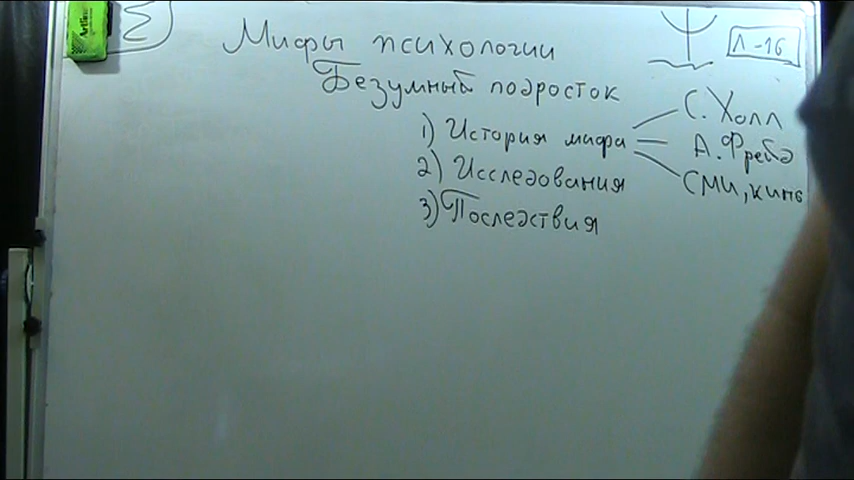 Мифы психологии
Л-16
Безумный подросток
1) История мифа
С. Холл
А. Фрейд
СМИ, кино
2) Исследования
3) Последствия